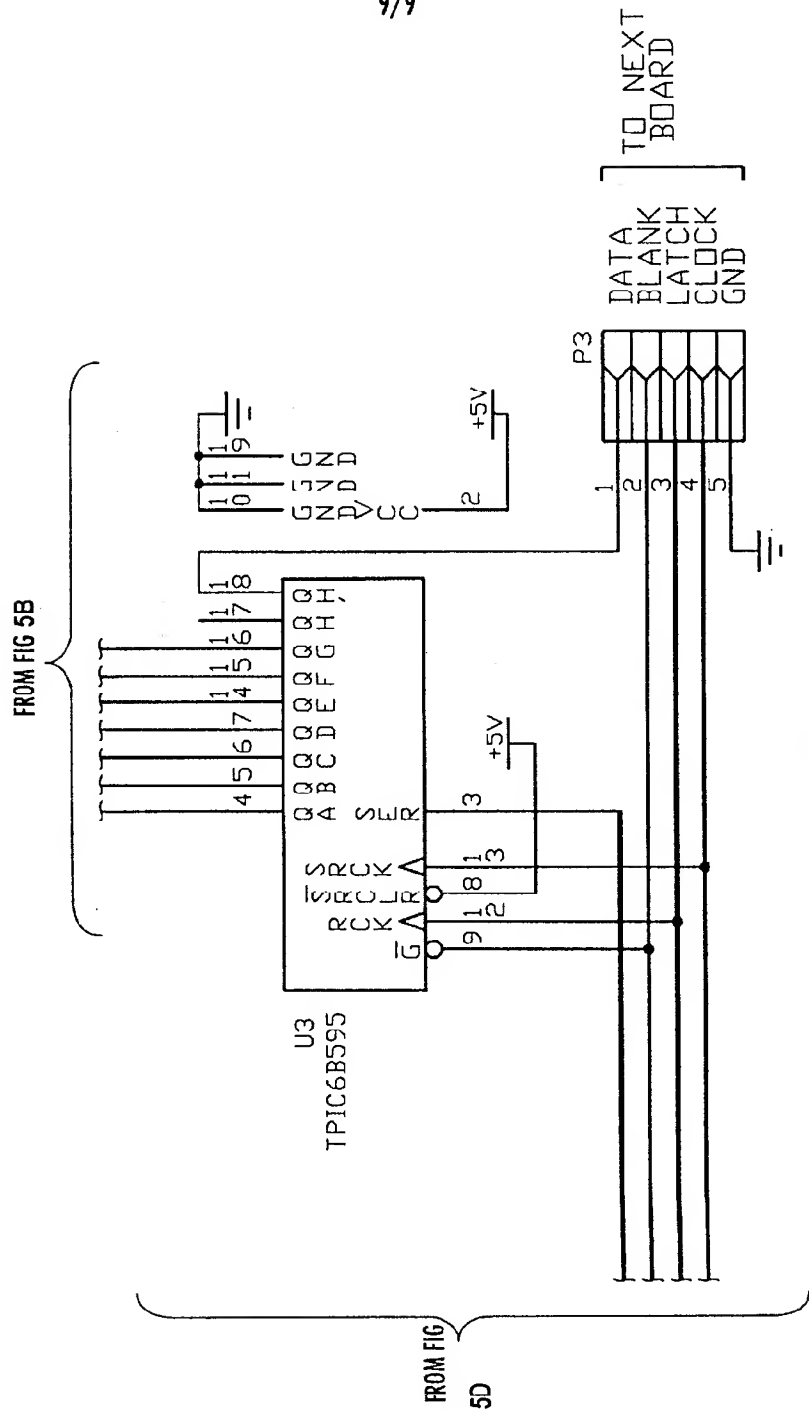 9/9
FROM FIG 5B
TO NEXT
BOARD
DATA
BLANK
LATCH
CLOCK
GND
P3
1
2
3
4
5
19
11
10
GND
GND
GND
VCC
2
+5V
18
17
16
15
14
7
6
5
4
QH'
QH
QG
QF
QE
QD
QC
QB
QA
SER
SRCK
SRCLR
RCK
G
3
13
8
12
9
+5V
U3
TPIC6B595
FROM FIG
5D